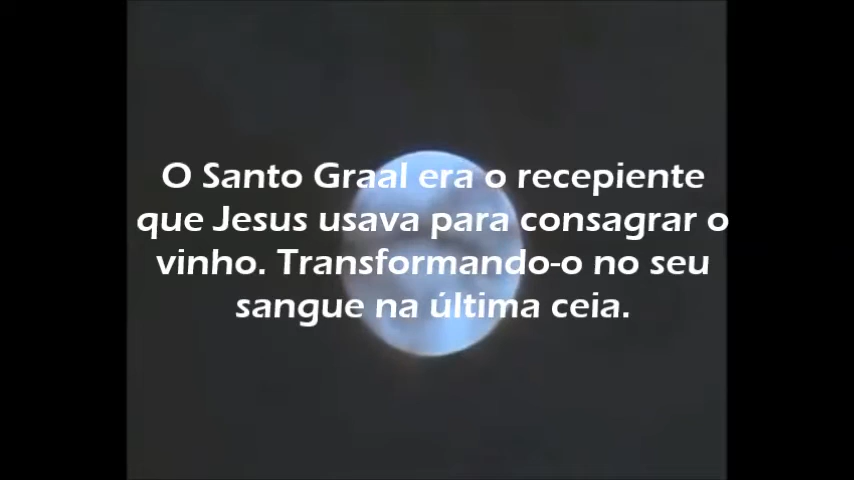 O Santo Graal era o recepiente
que Jesus usava para consagrar o
vinho. Transformando-o no seu
sangue na última ceia.